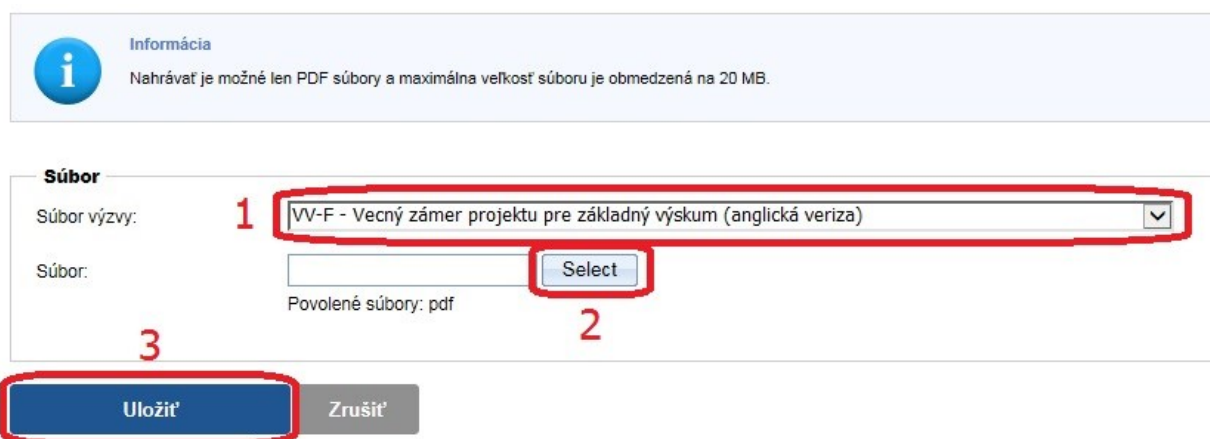 Informácia
Nahrávať je možné len PDF súbory a maximálna veľkosť súboru je obmedzená na 20 MB.
Súbor
Súbor výzvy:
1
VV-F - Vecný zámer projektu pre základný výskum (anglická veriza)
Súbor:
Select
Povolené súbory: pdf
2
3
Uložiť
Zrušiť